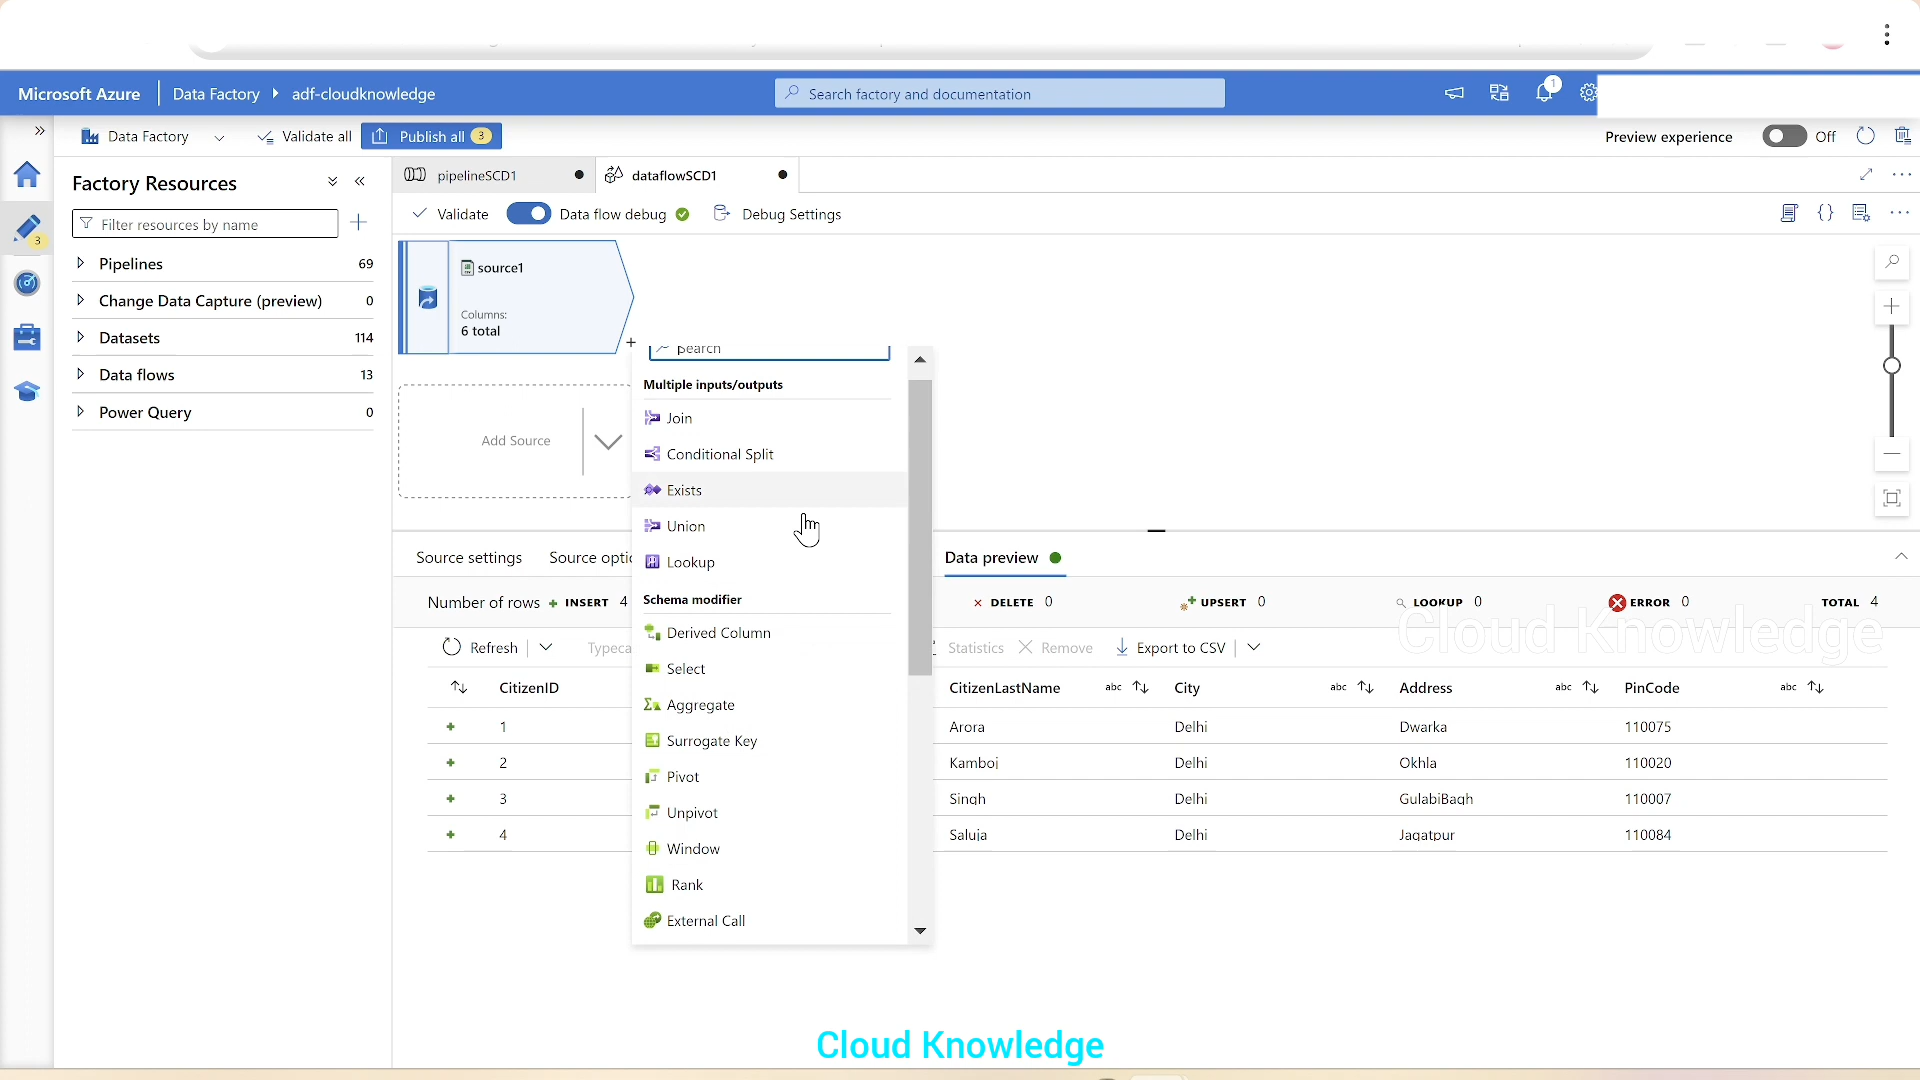 Microsoft Azure Data Factory adf-cloudknowledge Search factory and documentation 1
Data Factory Validate all Publish all 3 Preview experience Off
Factory Resources
Filter resources by name
3
Pipelines 69
Change Data Capture (preview) 0
Datasets 114
Data flows 13
Power Query 0
pipelineSCD1 dataflowSCD1
Validate Data flow debug Debug Settings
source1
Columns:
6 total
Add Source
Search
Multiple inputs/outputs
Join
Conditional Split
Exists
Union
Lookup
Schema modifier
Derived Column
Select
Aggregate
Surrogate Key
Pivot
Unpivot
Window
Rank
External Call
Source settings Source optio Data preview
Number of rows INSERT 4 DELETE 0 UPSERT 0 LOOKUP 0 ERROR 0 TOTAL 4
Refresh Typeca Statistics Remove Export to CSV
Cloud Knowledge
CitizenID CitizenLastName abc City abc Address abc PinCode abc
1 Arora Delhi Dwarka 110075
2 Kamboj Delhi Okhla 110020
3 Singh Delhi GulabiBagh 110007
4 Saluja Delhi Jagatpur 110084
Cloud Knowledge